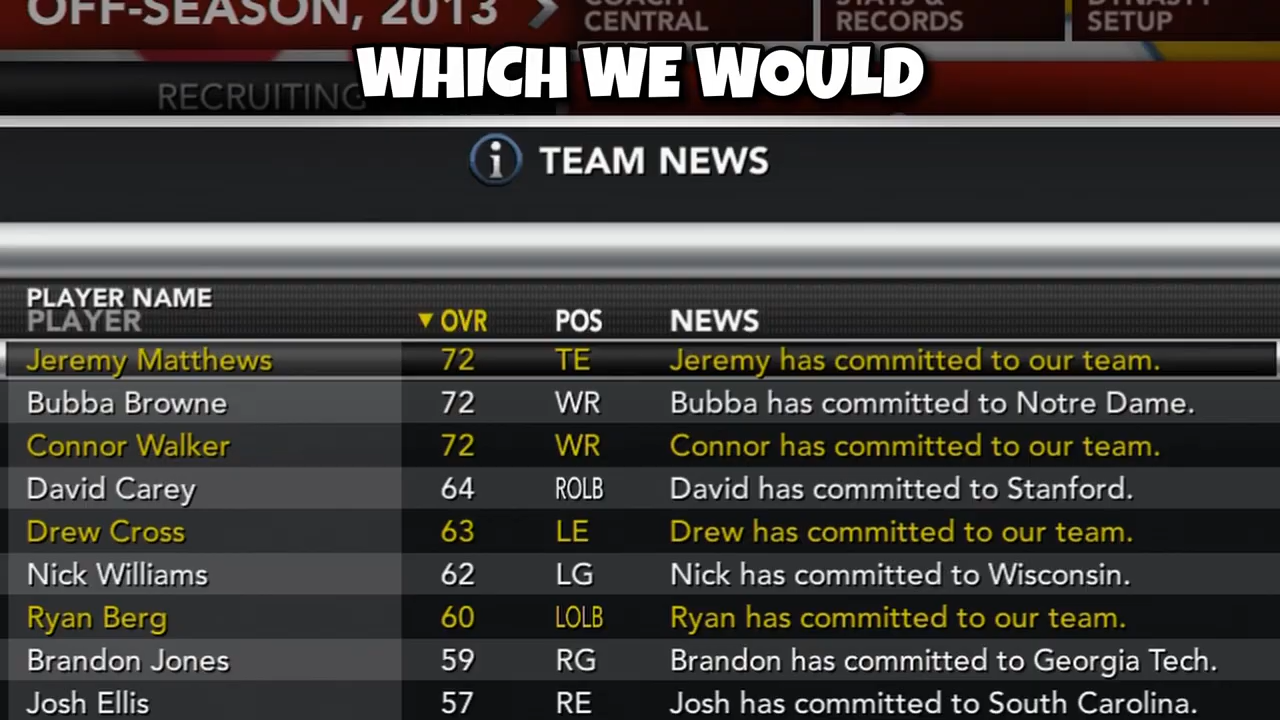 OFF-SEASON, 2013
COACH
CENTRAL
STATS &
RECORDS
DYNASTY
SETUP
WHICH WE WOULD
RECRUITING
TEAM NEWS
PLAYER NAME
PLAYER ▼ OVR POS NEWS
Jeremy Matthews 72 TE Jeremy has committed to our team.
Bubba Browne 72 WR Bubba has committed to Notre Dame.
Connor Walker 72 WR Connor has committed to our team.
David Carey 64 ROLB David has committed to Stanford.
Drew Cross 63 LE Drew has committed to our team.
Nick Williams 62 LG Nick has committed to Wisconsin.
Ryan Berg 60 LOLB Ryan has committed to our team.
Brandon Jones 59 RG Brandon has committed to Georgia Tech.
Josh Ellis 57 RE Josh has committed to South Carolina.